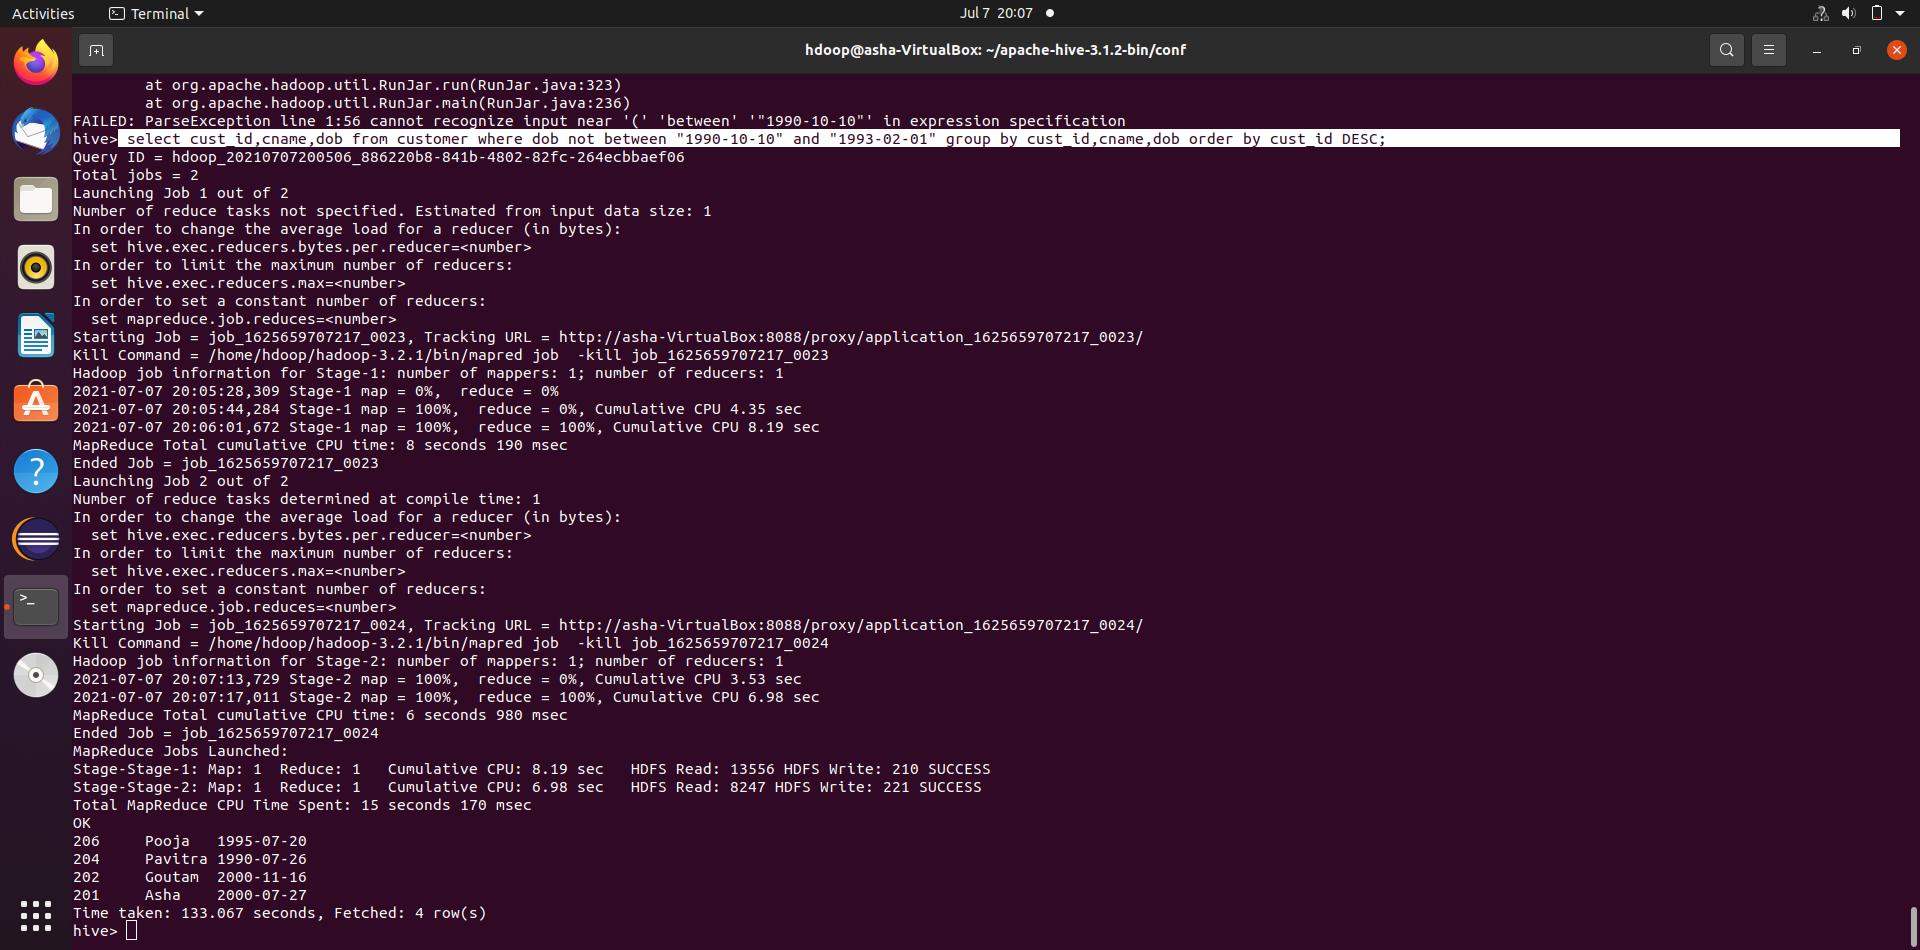 Activities
Terminal
Jul 7 20:07
hdoop@asha-VirtualBox: ~/apache-hive-3.1.2-bin/conf
        at org.apache.hadoop.util.RunJar.run(RunJar.java:323)
        at org.apache.hadoop.util.RunJar.main(RunJar.java:236)
FAILED: ParseException line 1:56 cannot recognize input near '(' 'between' '"1990-10-10"' in expression specification
hive> select cust_id,cname,dob from customer where dob not between "1990-10-10" and "1993-02-01" group by cust_id,cname,dob order by cust_id DESC;
Query ID = hdoop_20210707200506_886220b8-841b-4802-82fc-264ecbbaef06
Total jobs = 2
Launching Job 1 out of 2
Number of reduce tasks not specified. Estimated from input data size: 1
In order to change the average load for a reducer (in bytes):
  set hive.exec.reducers.bytes.per.reducer=<number>
In order to limit the maximum number of reducers:
  set hive.exec.reducers.max=<number>
In order to set a constant number of reducers:
  set mapreduce.job.reduces=<number>
Starting Job = job_1625659707217_0023, Tracking URL = http://asha-VirtualBox:8088/proxy/application_1625659707217_0023/
Kill Command = /home/hdoop/hadoop-3.2.1/bin/mapred job  -kill job_1625659707217_0023
Hadoop job information for Stage-1: number of mappers: 1; number of reducers: 1
2021-07-07 20:05:28,309 Stage-1 map = 0%,  reduce = 0%
2021-07-07 20:05:44,284 Stage-1 map = 100%,  reduce = 0%, Cumulative CPU 4.35 sec
2021-07-07 20:06:01,672 Stage-1 map = 100%,  reduce = 100%, Cumulative CPU 8.19 sec
MapReduce Total cumulative CPU time: 8 seconds 190 msec
Ended Job = job_1625659707217_0023
Launching Job 2 out of 2
Number of reduce tasks determined at compile time: 1
In order to change the average load for a reducer (in bytes):
  set hive.exec.reducers.bytes.per.reducer=<number>
In order to limit the maximum number of reducers:
  set hive.exec.reducers.max=<number>
In order to set a constant number of reducers:
  set mapreduce.job.reduces=<number>
Starting Job = job_1625659707217_0024, Tracking URL = http://asha-VirtualBox:8088/proxy/application_1625659707217_0024/
Kill Command = /home/hdoop/hadoop-3.2.1/bin/mapred job  -kill job_1625659707217_0024
Hadoop job information for Stage-2: number of mappers: 1; number of reducers: 1
2021-07-07 20:07:13,729 Stage-2 map = 100%,  reduce = 0%, Cumulative CPU 3.53 sec
2021-07-07 20:07:17,011 Stage-2 map = 100%,  reduce = 100%, Cumulative CPU 6.98 sec
MapReduce Total cumulative CPU time: 6 seconds 980 msec
Ended Job = job_1625659707217_0024
MapReduce Jobs Launched:
Stage-Stage-1: Map: 1  Reduce: 1   Cumulative CPU: 8.19 sec   HDFS Read: 13556 HDFS Write: 210 SUCCESS
Stage-Stage-2: Map: 1  Reduce: 1   Cumulative CPU: 6.98 sec   HDFS Read: 8247 HDFS Write: 221 SUCCESS
Total MapReduce CPU Time Spent: 15 seconds 170 msec
OK
206     Pooja   1995-07-20
204     Pavitra 1990-07-26
202     Goutam  2000-11-16
201     Asha    2000-07-27
Time taken: 133.067 seconds, Fetched: 4 row(s)
hive>